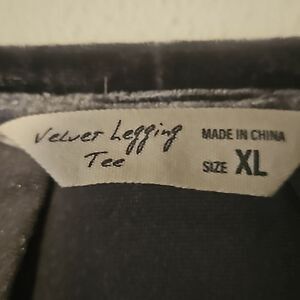 Velvet Legging
Tee
MADE IN CHINA
SIZE XL